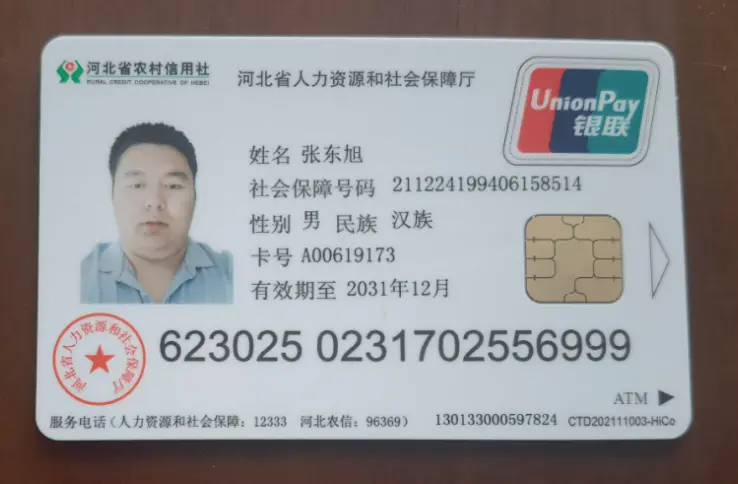 河北省农村信用社
RURAL CREDIT COOPERATIVE OF HEBEI
河北省人力资源和社会保障厅
UnionPay
银联
姓名 张东旭
社会保障号码 211224199406158514
性别 男 民族 汉族
卡号 A00619173
有效期至 2031年12月
河北省人力资源和社会保障厅
623025 0231702556999
ATM
服务电话（人力资源和社会保障：12333 河北农信：96369） 130133000597824 CTD202111003-HiCo